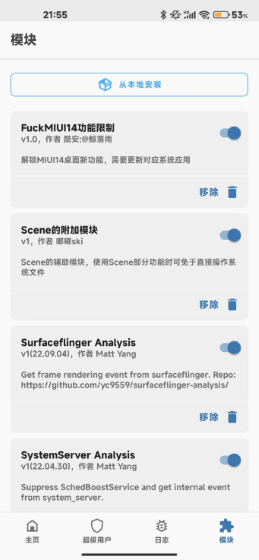 21:55
53%
模块
从本地安装
FuckMIUI14功能限制
v1.0，作者 酷安:@鲸落南
解锁MIUI14桌面新功能，需要更新对应系统应用
移除
Scene的附加模块
v1，作者 嘟嘟ski
Scene的辅助模块，使用Scene部分功能时可免于直接操作系
统文件
移除
Surfaceflinger Analysis
v1(22.09.04)，作者 Matt Yang
Get frame rendering event from surfaceflinger. Repo:
https://github.com/yc9559/surfaceflinger-analysis/
移除
SystemServer Analysis
v1(22.04.30)，作者 Matt Yang
Suppress SchedBoostService and get internal event
from system_server.
主页
超级用户
日志
模块